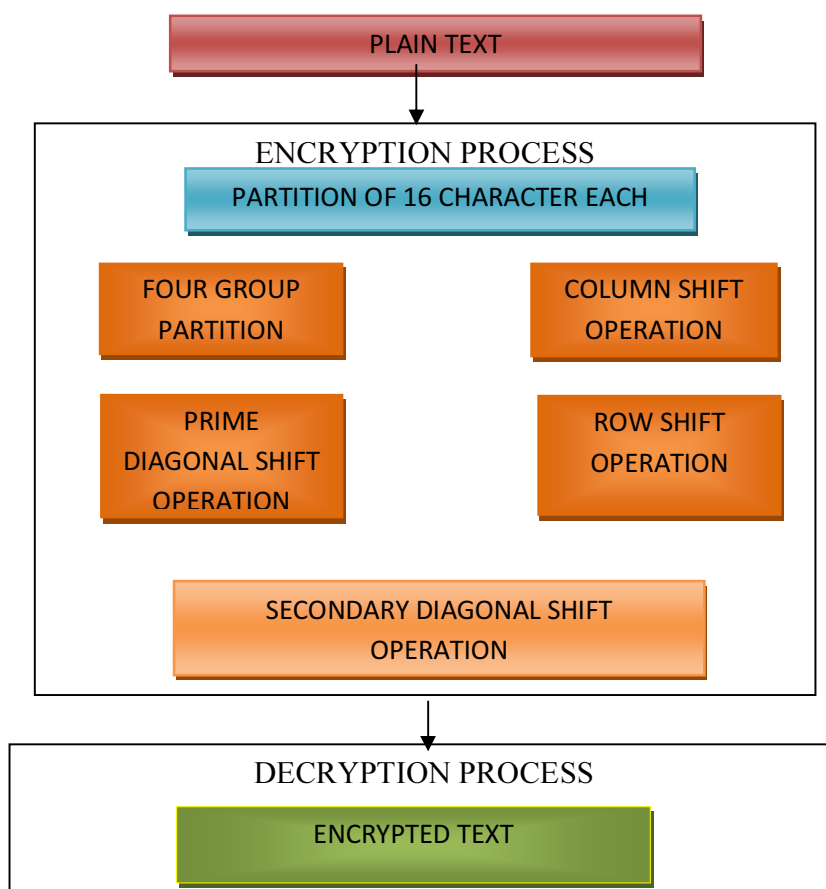 PLAIN TEXT
ENCRYPTION PROCESS
PARTITION OF 16 CHARACTER EACH
FOUR GROUP
PARTITION
COLUMN SHIFT
OPERATION
PRIME
DIAGONAL SHIFT
OPERATION
ROW SHIFT
OPERATION
SECONDARY DIAGONAL SHIFT
OPERATION
DECRYPTION PROCESS
ENCRYPTED TEXT